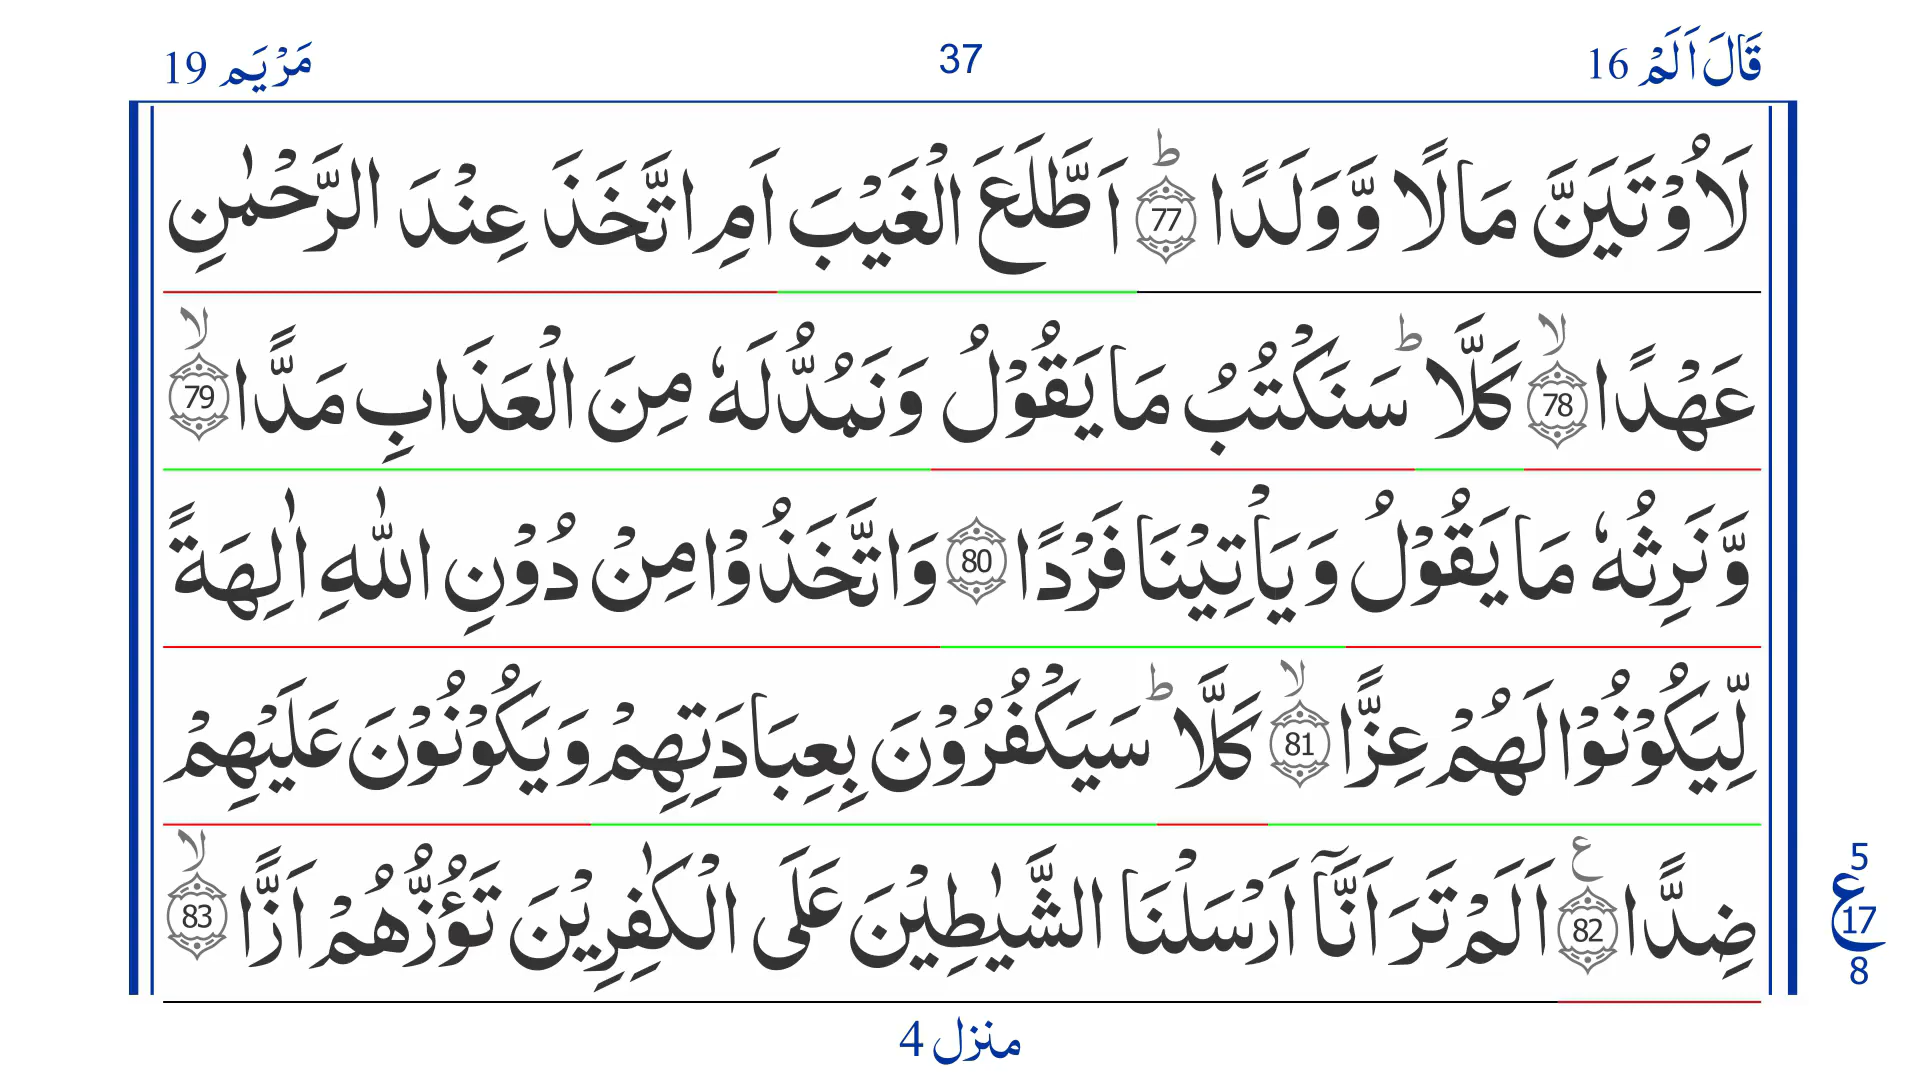 قَالَ اَلَمْ 16
37
مَرْيَم 19
لَاُوْتَيَنَّ مَالًا وَّوَلَدًا ؕ 77 اَطَّلَعَ الْغَيْبَ اَمِ اتَّخَذَ عِنْدَ الرَّحْمٰنِ
عَهْدًا ۙ 78 كَلَّا ؕ سَنَكْتُبُ مَا يَقُوْلُ وَنَمُدُّ لَهٗ مِنَ الْعَذَابِ مَدًّا ۙ 79
وَّنَرِثُهٗ مَا يَقُوْلُ وَيَاْتِيْنَا فَرْدًا 80 وَاتَّخَذُوْا مِنْ دُوْنِ اللّٰهِ اٰلِهَةً
لِّيَكُوْنُوْا لَهُمْ عِزًّا ۙ 81 كَلَّا ؕ سَيَكْفُرُوْنَ بِعِبَادَتِهِمْ وَيَكُوْنُوْنَ عَلَيْهِمْ
ضِدًّا ع 82 اَلَمْ تَرَ اَنَّاۤ اَرْسَلْنَا الشَّيٰطِيْنَ عَلَى الْكٰفِرِيْنَ تَؤُزُّهُمْ اَزًّا ۙ 83
5
ع 17
8
منزل 4